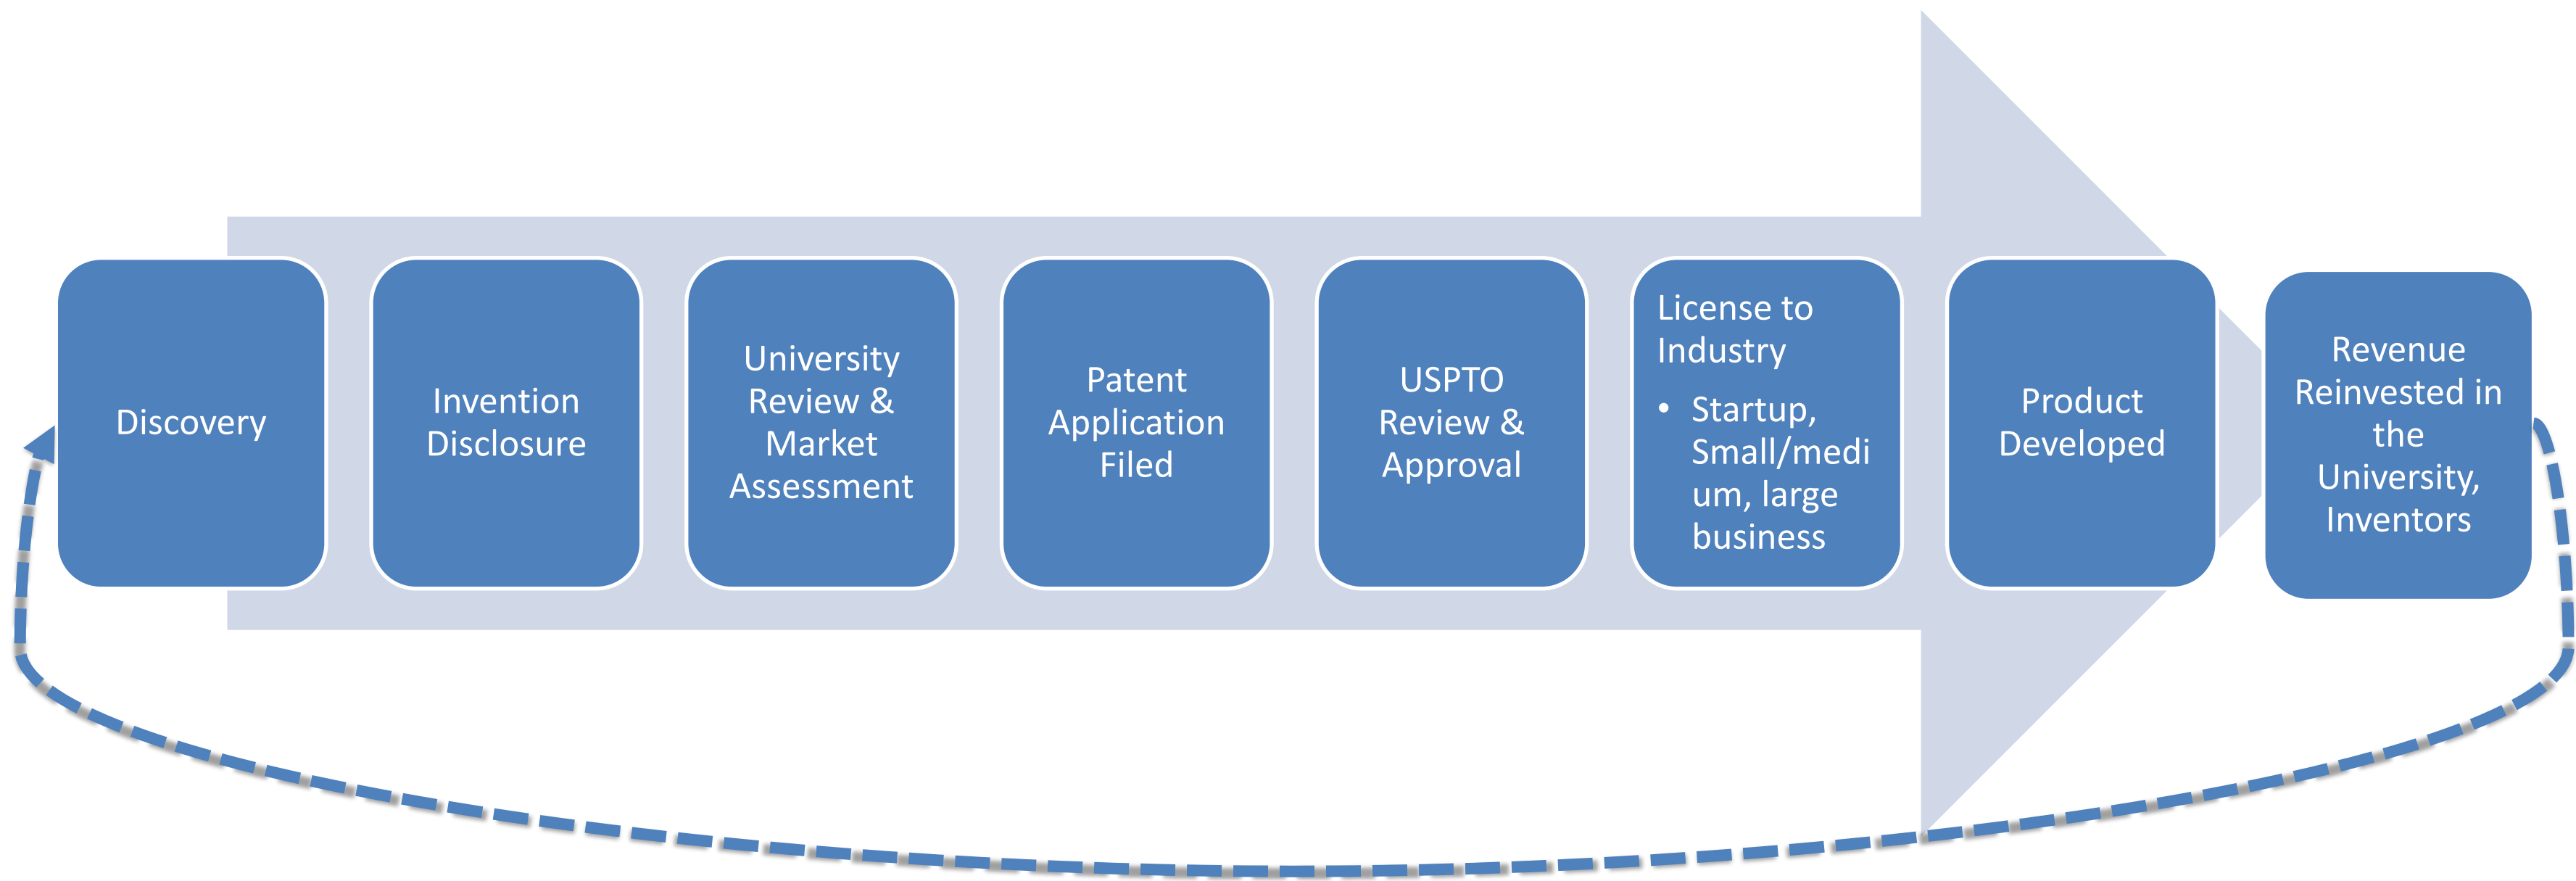 Discovery
Invention
Disclosure
University
Review &
Market
Assessment
Patent
Application
Filed
USPTO
Review &
Approval
License to
Industry
• Startup,
Small/medi
um, large
business
Product
Developed
Revenue
Reinvested in
the
University,
Inventors